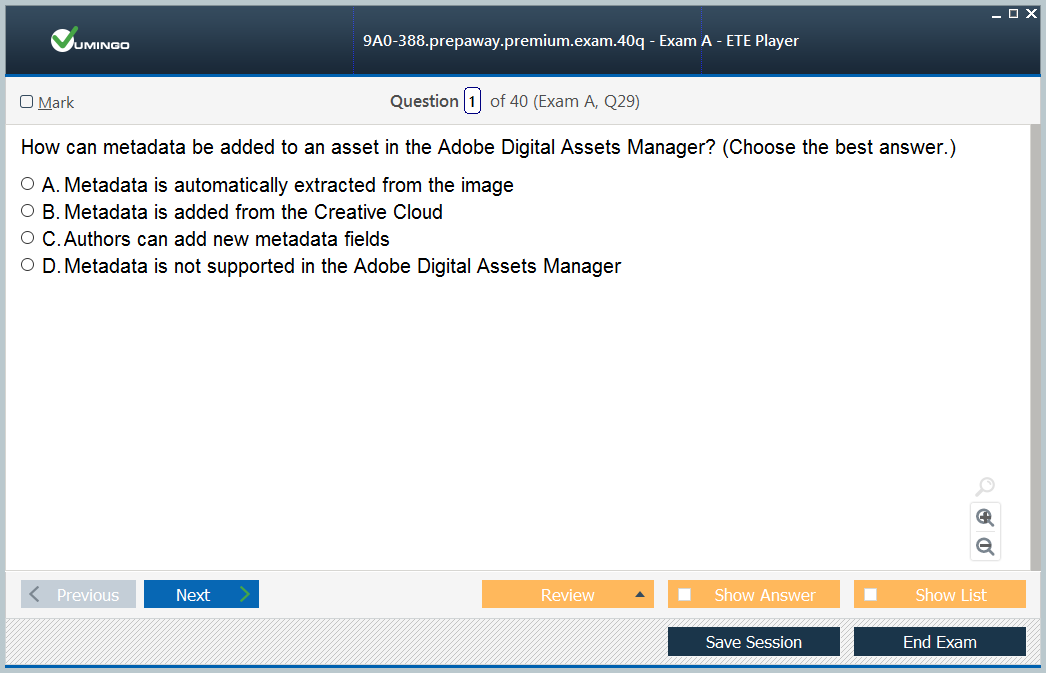 VUMINGO
9A0-388.prepaway.premium.exam.40q - Exam A - ETE Player
Mark
Question 1 of 40 (Exam A, Q29)
How can metadata be added to an asset in the Adobe Digital Assets Manager? (Choose the best answer.)
A. Metadata is automatically extracted from the image
B. Metadata is added from the Creative Cloud
C. Authors can add new metadata fields
D. Metadata is not supported in the Adobe Digital Assets Manager
Previous
Next
Review
Show Answer
Show List
Save Session
End Exam